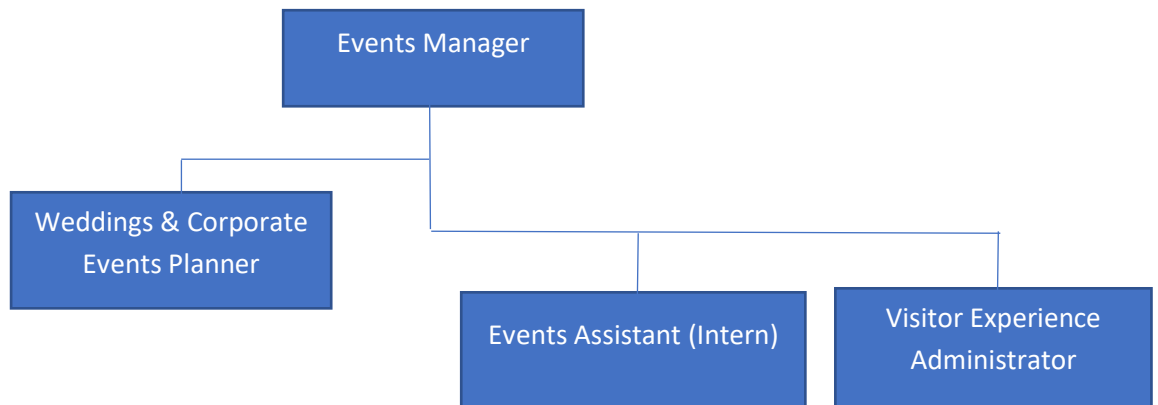 Events Manager
Weddings & Corporate
Events Planner
Events Assistant (Intern)
Visitor Experience
Administrator